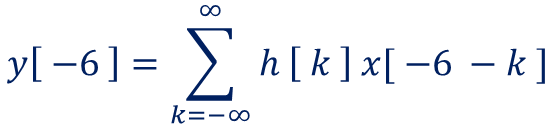 y[ −6 ] = ∑_{k=−∞}^{∞} h [ k ] x[ −6 − k ]